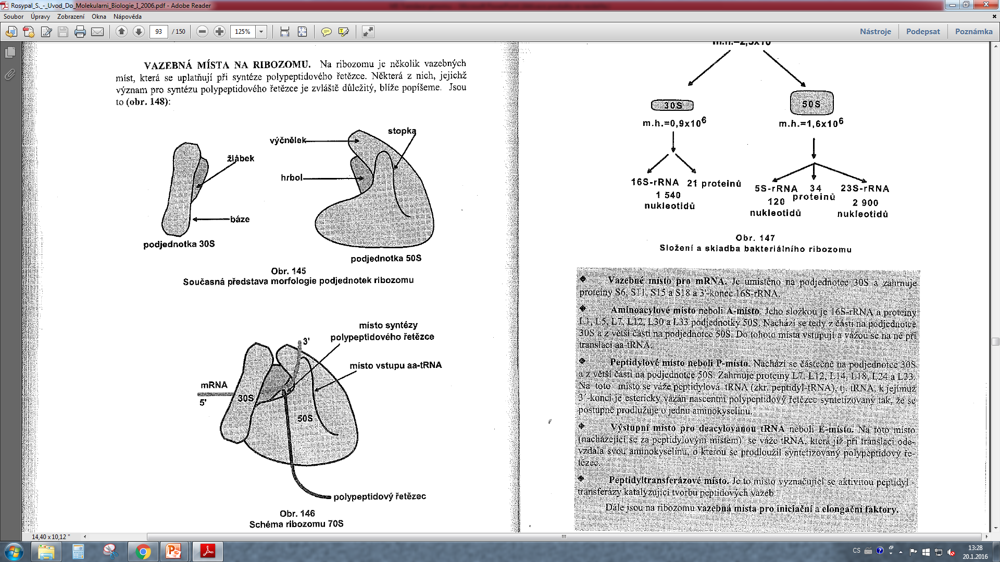 Rosypal_S._-_Uvod_Do_Molekularni_Biologie_I_2006.pdf - Adobe Reader
Soubor Úpravy Zobrazení Okna Nápověda
93 / 150 125% Nástroje Podepsat Poznámka
VAZEBNÁ MÍSTA NA RIBOZOMU. Na ribozomu je několik vazebných
míst, která se uplatňují při syntéze polypeptidového řetězce. Některá z nich, jejichž
význam pro syntézu polypeptidového řetězce je zvláště důležitý, blíže popíšeme. Jsou
to (obr. 148):
stopka
výčnělek
žlábek
hrbol
báze
podjednotka 30S
podjednotka 50S
Obr. 145
Současná představa morfologie podjednotek ribozomu
místo syntézy
polypeptidového řetězce
3'
místo vstupu aa-tRNA
mRNA
5'
30S
50S
polypeptidový řetězec
Obr. 146
Schéma ribozomu 70S
30S
50S
m.h.=0,9x10⁶
m.h.=1,6x10⁶
16S-rRNA
1 540
nukleotidů
21 proteinů
5S-rRNA
120
nukleotidů
34
proteinů
23S-rRNA
2 900
nukleotidů
Obr. 147
Složení a skladba bakteriálního ribozomu
Vazebné místo pro mRNA. Je umístěno na podjednotce 30S a zahrnuje
proteiny S6, S11, S15 a S18 a 3'-konec 16S-rRNA.
Aminoacylové místo neboli A-místo. Jeho složkou je 16S-rRNA a proteiny
L1, L5, L7, L12, L30 a L33 podjednotky 50S. Nachází se tedy z části na podjednotce
30S a z větší části na podjednotce 50S. Do tohoto místa vstupují a vážou se na ně při
translaci aa-tRNA.
Peptidylové místo neboli P-místo. Nachází se částečně na podjednotce 30S
a z větší části na podjednotce 50S. Zahrnuje proteiny L7, L12, L14, L18, L24 a L33.
Na toto místo se váže peptidylová tRNA (zkr. peptidyl-tRNA), tj. tRNA, k jejímuž
3'-konci je estericky vázán nascentní polypeptidový řetězec syntetizovaný tak, že se
postupně prodlužuje o jednu aminokyselinu.
Výstupní místo pro deacylovanou tRNA neboli E-místo. Na toto místo
(nacházející se za peptidylovým místem) se váže tRNA, která již při translaci ode-
vzdala svou aminokyselinu, o kterou se prodloužil syntetizovaný polypeptidový ře-
tězec.
Peptidyltransferázové místo. Je to místo vyznačující se aktivitou peptidyl -
transferázy katalyzující tvorbu peptidových vazeb
Dále jsou na ribozomu vazebná místa pro iniciační a elongační faktory.
14,40 x 10,12 "
CS
13:28
20.1.2016